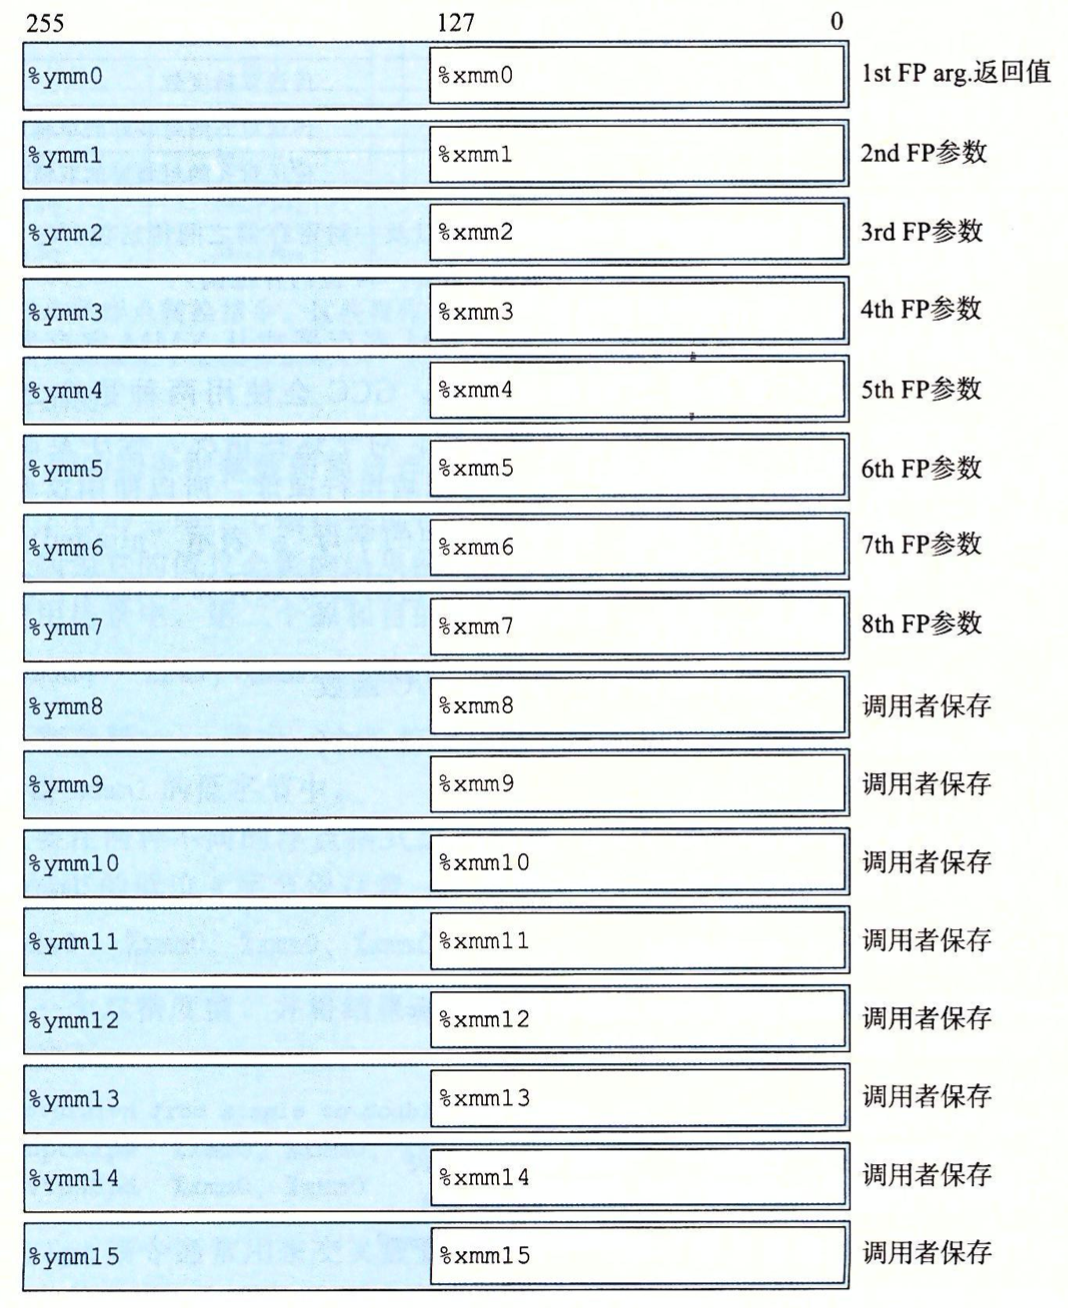 255 127 0
%ymm0 %xmm0 1st FP arg.返回值
%ymm1 %xmm1 2nd FP参数
%ymm2 %xmm2 3rd FP参数
%ymm3 %xmm3 4th FP参数
%ymm4 %xmm4 5th FP参数
%ymm5 %xmm5 6th FP参数
%ymm6 %xmm6 7th FP参数
%ymm7 %xmm7 8th FP参数
%ymm8 %xmm8 调用者保存
%ymm9 %xmm9 调用者保存
%ymm10 %xmm10 调用者保存
%ymm11 %xmm11 调用者保存
%ymm12 %xmm12 调用者保存
%ymm13 %xmm13 调用者保存
%ymm14 %xmm14 调用者保存
%ymm15 %xmm15 调用者保存